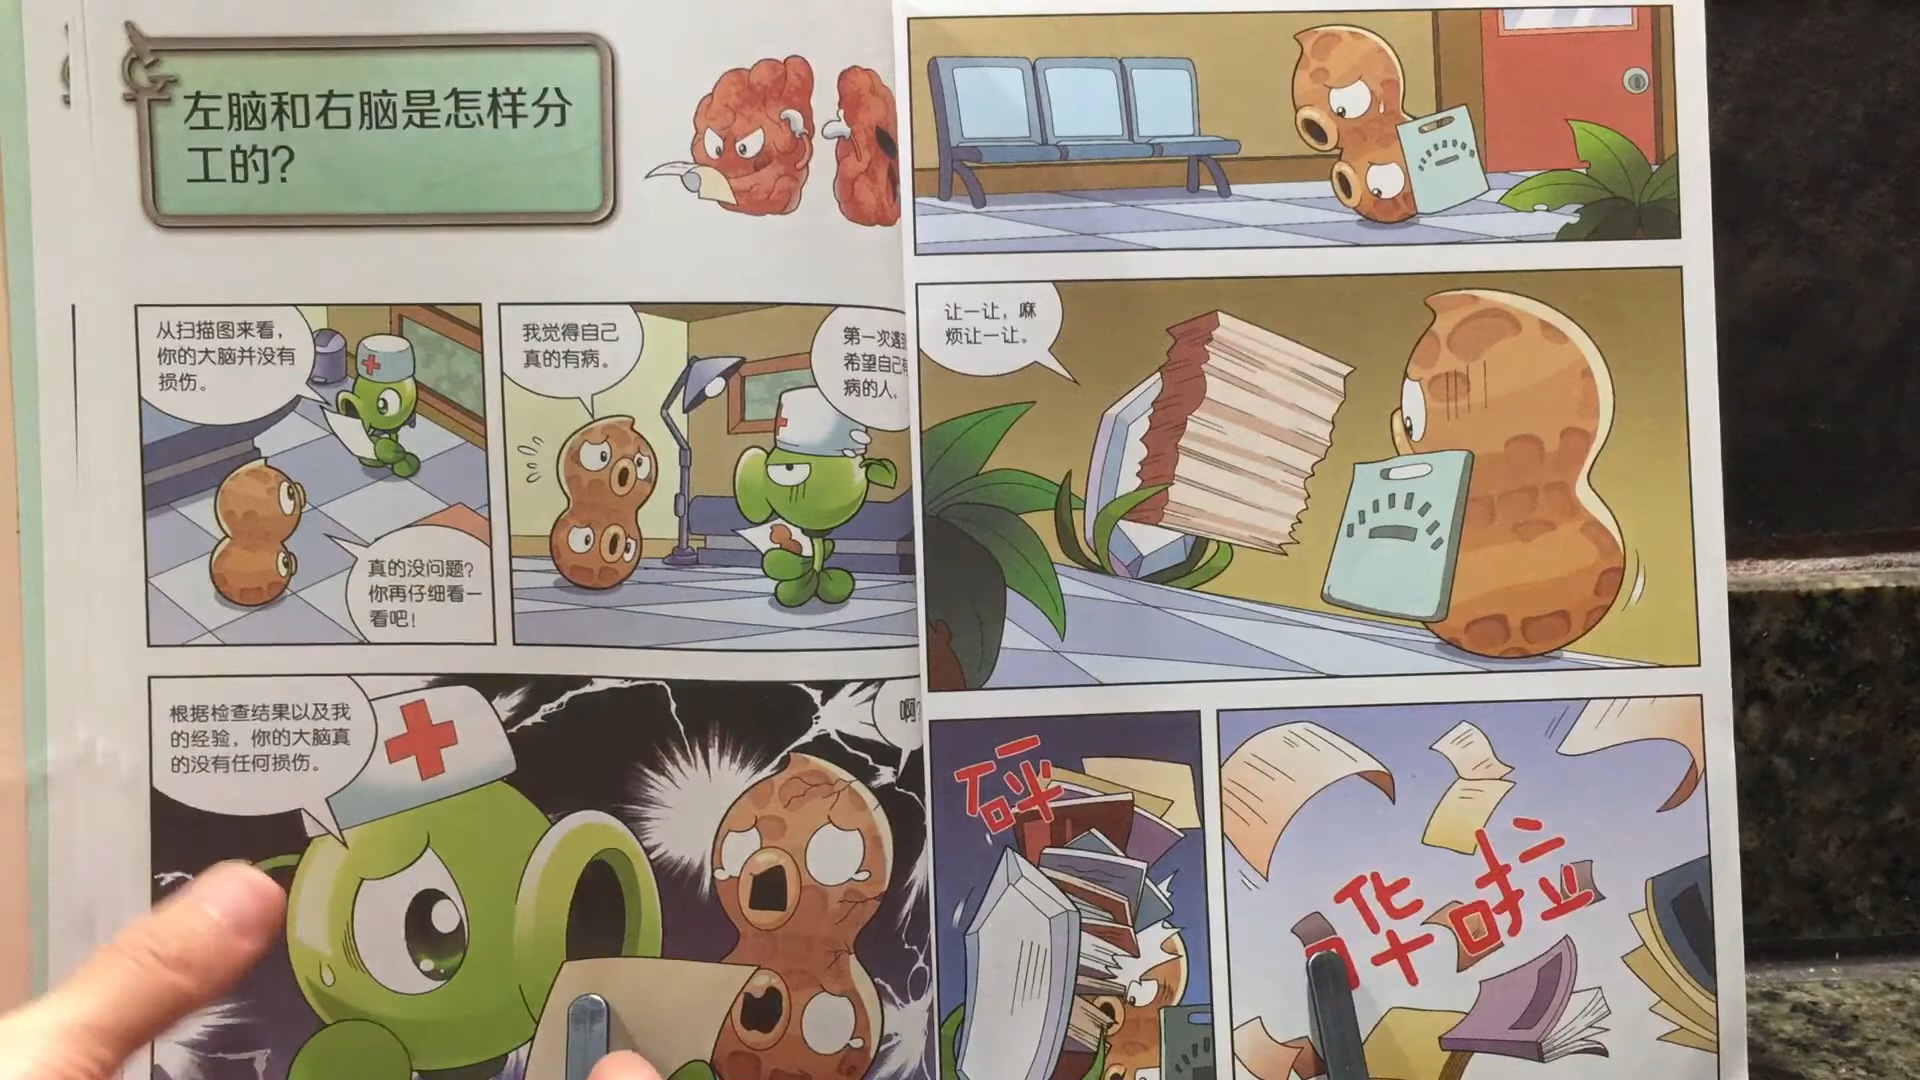 左脑和右脑是怎样分
工的？
从扫描图来看，
你的大脑并没有
损伤。
真的没问题？
你再仔细看一
看吧！
我觉得自己
真的有病。
第一次遇到
希望自己有
病的人。
根据检查结果以及我
的经验，你的大脑真
的没有任何损伤。
啊
让一让，麻
烦让一让。
砰
哗啦